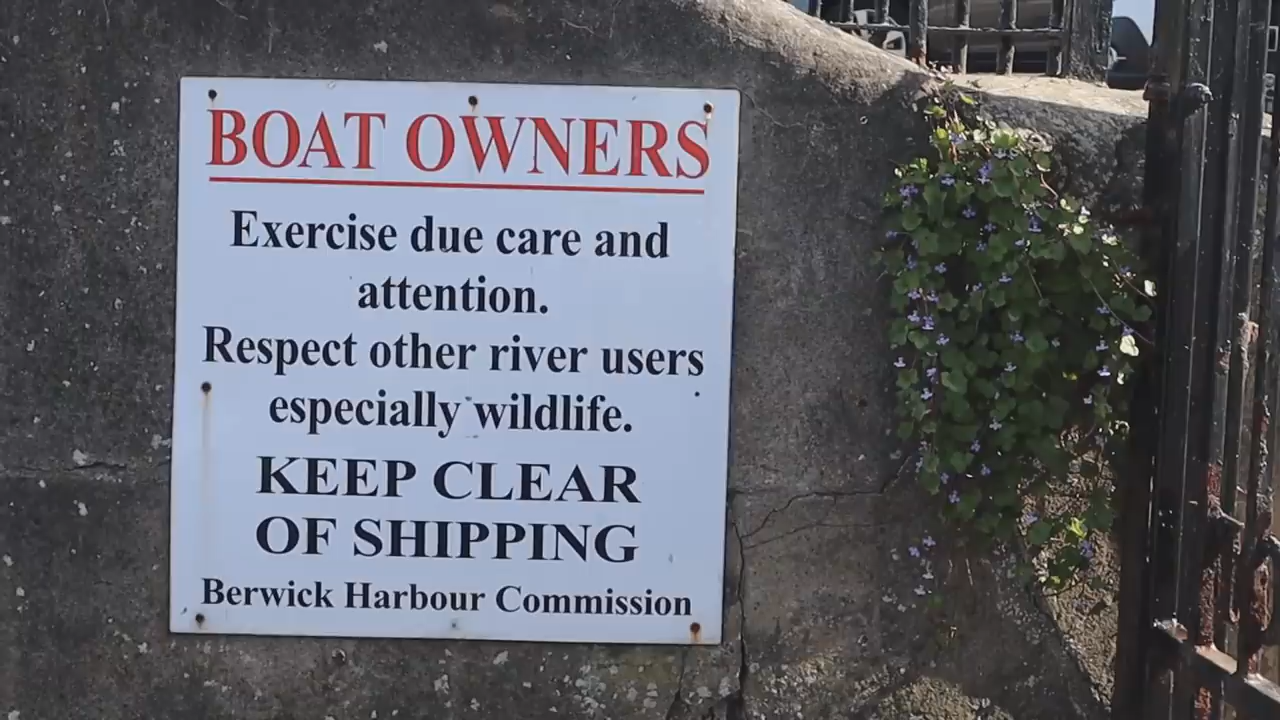 BOAT OWNERS
Exercise due care and
attention.
Respect other river users
especially wildlife.
KEEP CLEAR
OF SHIPPING
Berwick Harbour Commission